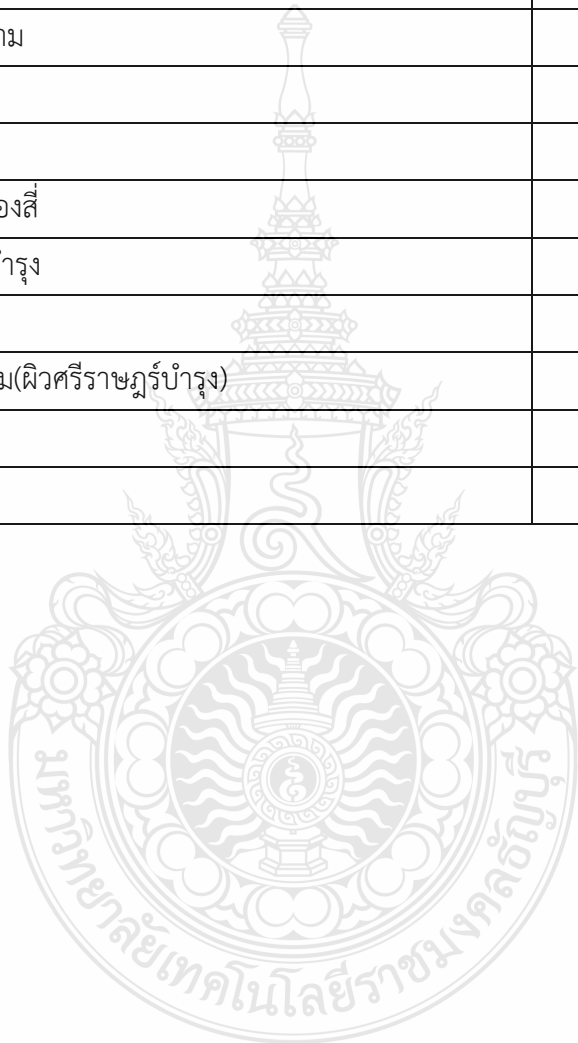 าม
องสี่
ำรุง
ม(ผิวศรีราษฎร์บำรุง)
มหาวิทยาลัยเทคโนโลยีราชมงคลธัญบุรี